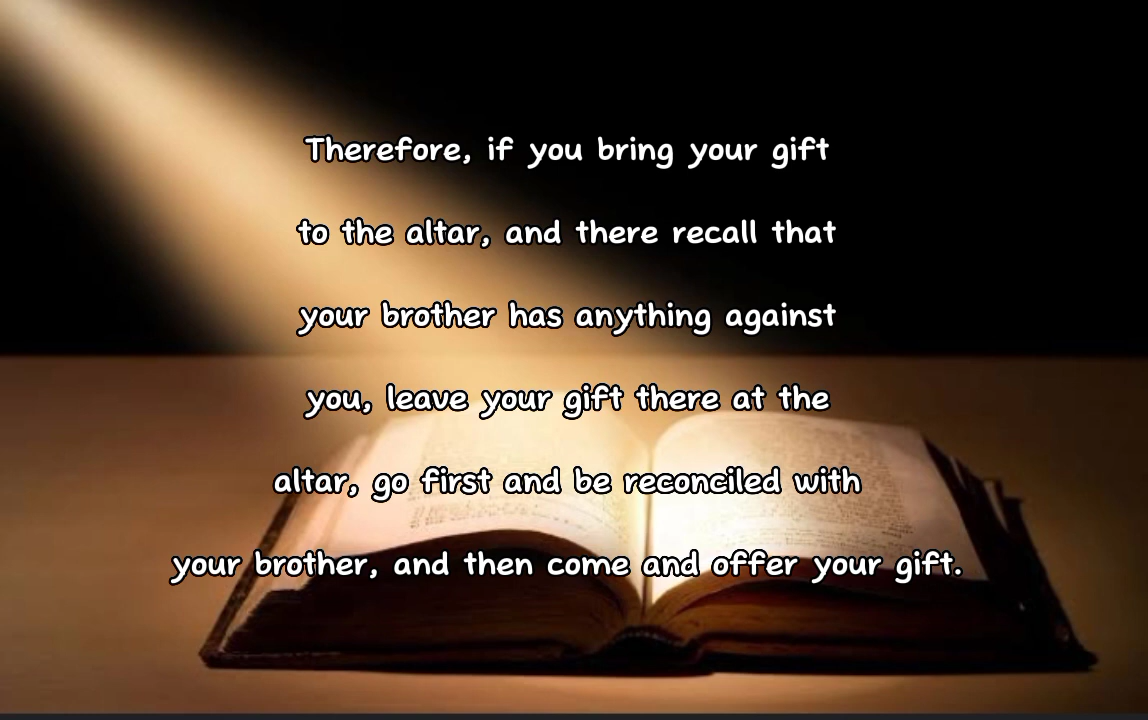 Therefore, if you bring your gift
to the altar, and there recall that
your brother has anything against
you, leave your gift there at the
altar, go first and be reconciled with
your brother, and then come and offer your gift.